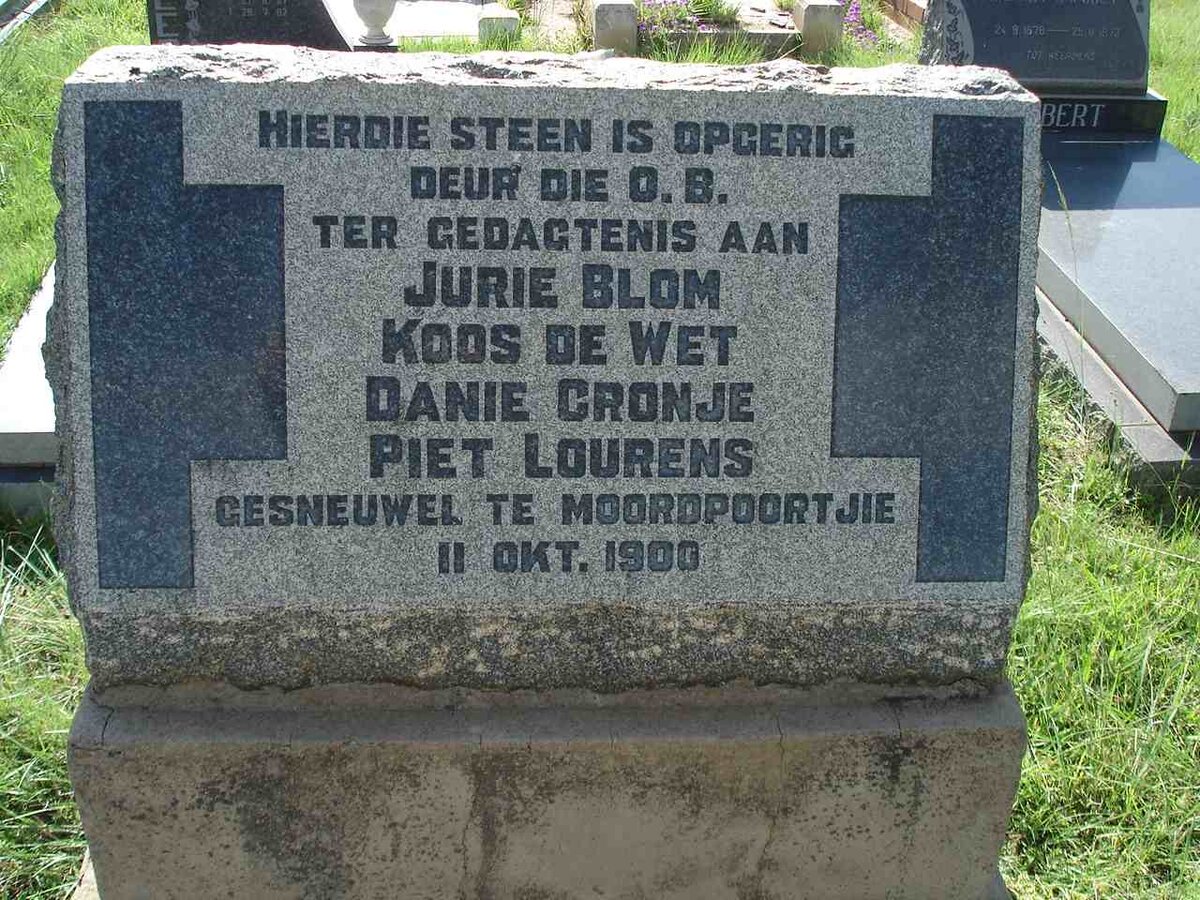 HIERDIE STEEN IS OPGERIG
DEUR DIE O. B.
TER GEDAGTENIS AAN
JURIE BLOM
KOOS DE WET
DANIE CRONJE
PIET LOURENS
GESNEUWEL TE MOORDPOORTJIE
11 OKT. 1900
BERT